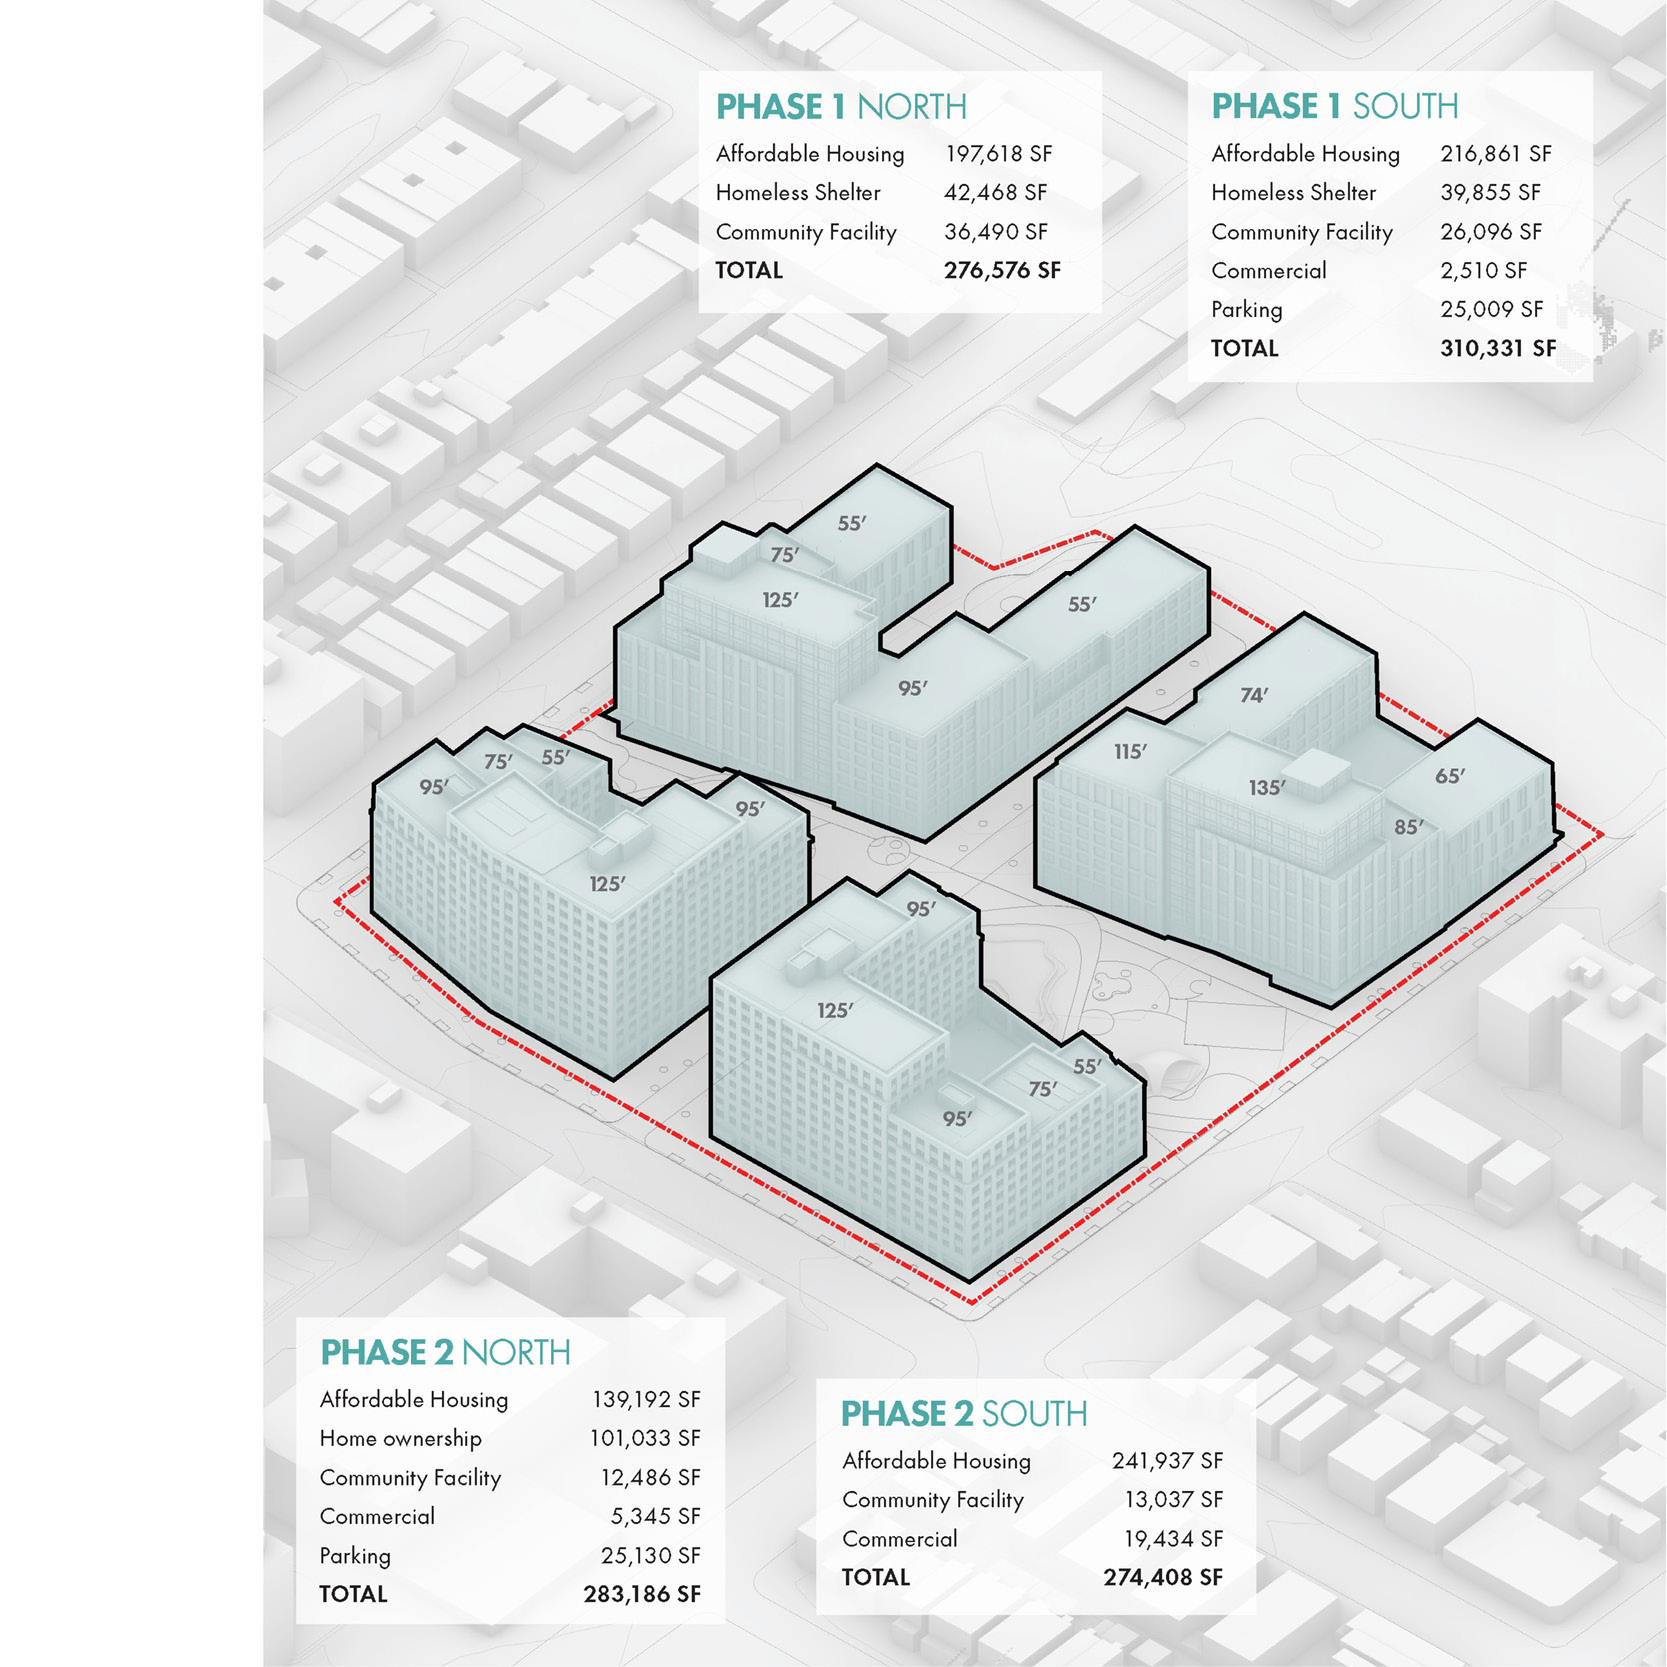 PHASE 1 NORTH
Affordable Housing 197,618 SF
Homeless Shelter 42,468 SF
Community Facility 36,490 SF
TOTAL 276,576 SF
PHASE 1 SOUTH
Affordable Housing 216,861 SF
Homeless Shelter 39,855 SF
Community Facility 26,096 SF
Commercial 2,510 SF
Parking 25,009 SF
TOTAL 310,331 SF
55′
75′
125′
55′
95′
74′
115′
135′
65′
85′
55′
75′
95′
95′
125′
95′
125′
55′
75′
95′
PHASE 2 NORTH
Affordable Housing 139,192 SF
Home ownership 101,033 SF
Community Facility 12,486 SF
Commercial 5,345 SF
Parking 25,130 SF
TOTAL 283,186 SF
PHASE 2 SOUTH
Affordable Housing 241,937 SF
Community Facility 13,037 SF
Commercial 19,434 SF
TOTAL 274,408 SF